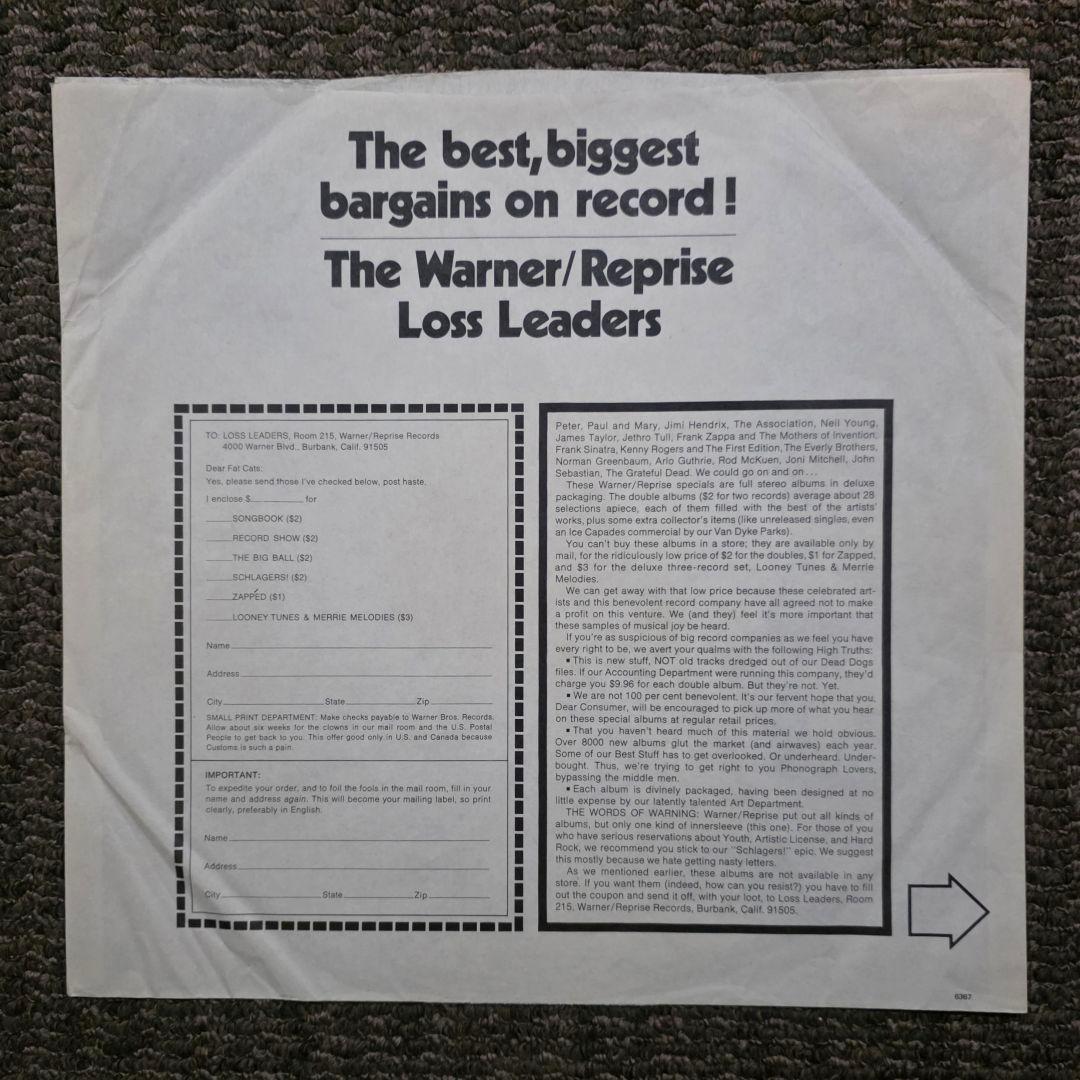 The best, biggest
bargains on record!
The Warner/Reprise
Loss Leaders
TO: LOSS LEADERS, Room 215, Warner/Reprise Records
4000 Warner Blvd., Burbank, Calif. 91505
Dear Fat Cats:
Yes, please send those I've checked below, post haste.
I enclose $__________ for
_____SONGBOOK ($2)
_____RECORD SHOW ($2)
_____THE BIG BALL ($2)
_____SCHLAGERS! ($2)
_____ZAPPED ($1)
_____LOONEY TUNES & MERRIE MELODIES ($3)
Name
Address
City State Zip
SMALL PRINT DEPARTMENT: Make checks payable to Warner Bros. Records.
Allow about six weeks for the clowns in our mail room and the U.S. Postal
People to get back to you. This offer good only in U.S. and Canada because
Customs is such a pain.
IMPORTANT:
To expedite your order, and to foil the fools in the mail room, fill in your
name and address again. This will become your mailing label, so print
clearly, preferably in English.
Name
Address
City State Zip
Peter, Paul and Mary, Jimi Hendrix, The Association, Neil Young,
James Taylor, Jethro Tull, Frank Zappa and The Mothers of Invention,
Frank Sinatra, Kenny Rogers and The First Edition, The Everly Brothers,
Norman Greenbaum, Arlo Guthrie, Rod McKuen, Joni Mitchell, John
Sebastian, The Grateful Dead. We could go on and on...
These Warner/Reprise specials are full stereo albums in deluxe
packaging. The double albums ($2 for two records) average about 28
selections apiece, each of them filled with the best of the artists'
works, plus some extra collector's items (like unreleased singles, even
an Ice Capades commercial by our Van Dyke Parks).
You can't buy these albums in a store; they are available only by
mail, for the ridiculously low price of $2 for the doubles, $1 for Zapped,
and $3 for the deluxe three-record set, Looney Tunes & Merrie
Melodies.
We can get away with that low price because these celebrated art-
ists and this benevolent record company have all agreed not to make
a profit on this venture. We (and they) feel it's more important that
these samples of musical joy be heard.
If you're as suspicious of big record companies as we feel you have
every right to be, we avert your qualms with the following High Truths:
▪ This is new stuff, NOT old tracks dredged out of our Dead Dogs
files. If our Accounting Department were running this company, they'd
charge you $9.96 for each double album. But they're not. Yet.
▪ We are not 100 per cent benevolent. It's our fervent hope that you,
Dear Consumer, will be encouraged to pick up more of what you hear
on these special albums at regular retail prices.
▪ That you haven't heard much of this material we hold obvious.
Over 8000 new albums glut the market (and airwaves) each year.
Some of our Best Stuff has to get overlooked. Or underheard. Under-
bought. Thus, we're trying to get right to you Phonograph Lovers,
bypassing the middle men.
▪ Each album is divinely packaged, having been designed at no
little expense by our latently talented Art Department.
THE WORDS OF WARNING: Warner/Reprise put out all kinds of
albums, but only one kind of innersleeve (this one). For those of you
who have serious reservations about Youth, Artistic License, and Hard
Rock, we recommend you stick to our "Schlagers!" epic. We suggest
this mostly because we hate getting nasty letters.
As we mentioned earlier, these albums are not available in any
store. If you want them (indeed, how can you resist?) you have to fill
out the coupon and send it off, with your loot, to Loss Leaders, Room
215, Warner/Reprise Records, Burbank, Calif. 91505.
6367